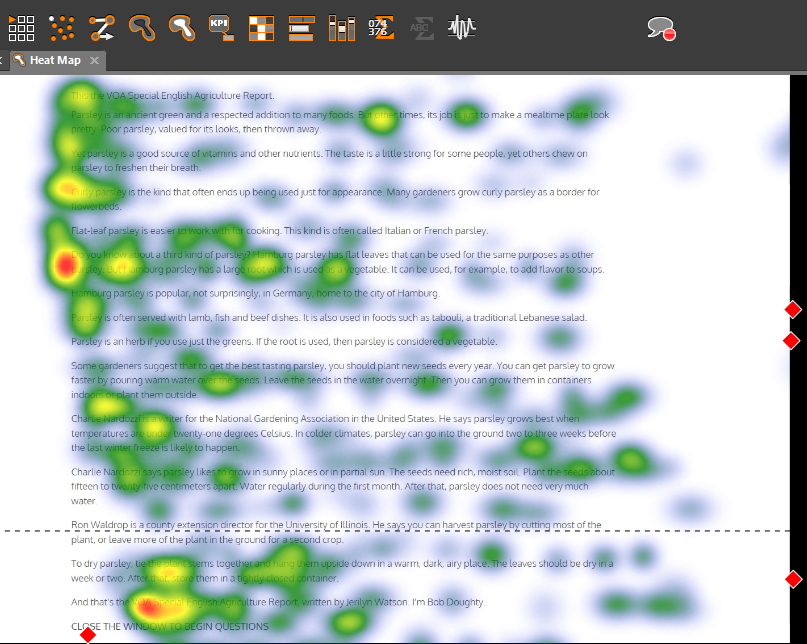 KPI
074
376
ABC
Heat Map
This the VOA Special English Agriculture Report.
Parsley is an ancient green and a respected addition to many foods. But other times, its job is just to make a mealtime plate look
pretty. Poor parsley, valued for its looks, then thrown away.
Yet parsley is a good source of vitamins and other nutrients. The taste is a little strong for some people, yet others chew on
parsley to freshen their breath.
Curly parsley is the kind that often ends up being used just for appearance. Many gardeners grow curly parsley as a border for
flowerbeds.
Flat-leaf parsley is easier to work with for cooking. This kind is often called Italian or French parsley.
Do you know about a third kind of parsley? Hamburg parsley has flat leaves that can be used for the same purposes as other
parsley. But Hamburg parsley has a large root which is used as a vegetable. It can be used, for example, to add flavor to soups.
Hamburg parsley is popular, not surprisingly, in Germany, home to the city of Hamburg.
Parsley is often served with lamb, fish and beef dishes. It is also used in foods such as tabouli, a traditional Lebanese salad.
Parsley is an herb if you use just the greens. If the root is used, then parsley is considered a vegetable.
Some gardeners suggest that to get the best tasting parsley, you should plant new seeds every year. You can get parsley to grow
faster by pouring warm water over the seeds. Leave the seeds in the water overnight. Then you can grow them in containers
indoors or plant them outside.
Charlie Nardozzi is a writer for the National Gardening Association in the United States. He says parsley grows best when
temperatures are under twenty-one degrees Celsius. In colder climates, parsley can go into the ground two to three weeks before
the last winter freeze is likely to happen.
Charlie Nardozzi says parsley likes to grow in sunny places or in partial sun. The seeds need rich, moist soil. Plant the seeds about
fifteen to twenty-five centimeters apart. Water regularly during the first month. After that, parsley does not need very much
water.
Ron Waldrop is a county extension director for the University of Illinois. He says you can harvest parsley by cutting most of the
plant, or leave more of the plant in the ground for a second crop.
To dry parsley, tie the plant stems together and hang them upside down in a warm, dark, airy place. The leaves should be dry in a
week or two. After that, store them in a tightly closed container.
And that's the VOA Special English Agriculture Report, written by Jerilyn Watson. I'm Bob Doughty.
CLOSE THE WINDOW TO BEGIN QUESTIONS